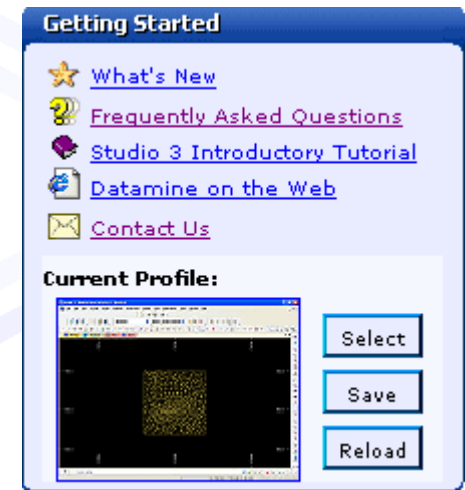 Getting Started
What's New
Frequently Asked Questions
Studio 3 Introductory Tutorial
Datamine on the Web
Contact Us
Current Profile:
Select
Save
Reload